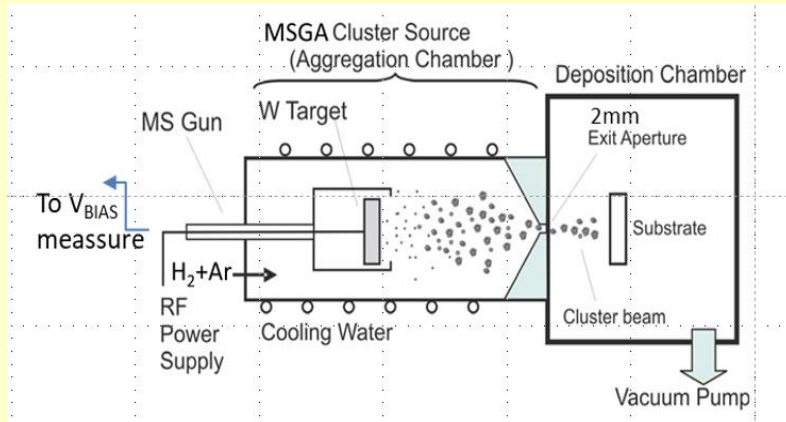 MSGA Cluster Source
(Aggregation Chamber )
Deposition Chamber
MS Gun
W Target
2mm
Exit Aperture
To VBIAS
meassure
Substrate
H2+Ar
RF
Power
Supply
Cooling Water
Cluster beam
Vacuum Pump